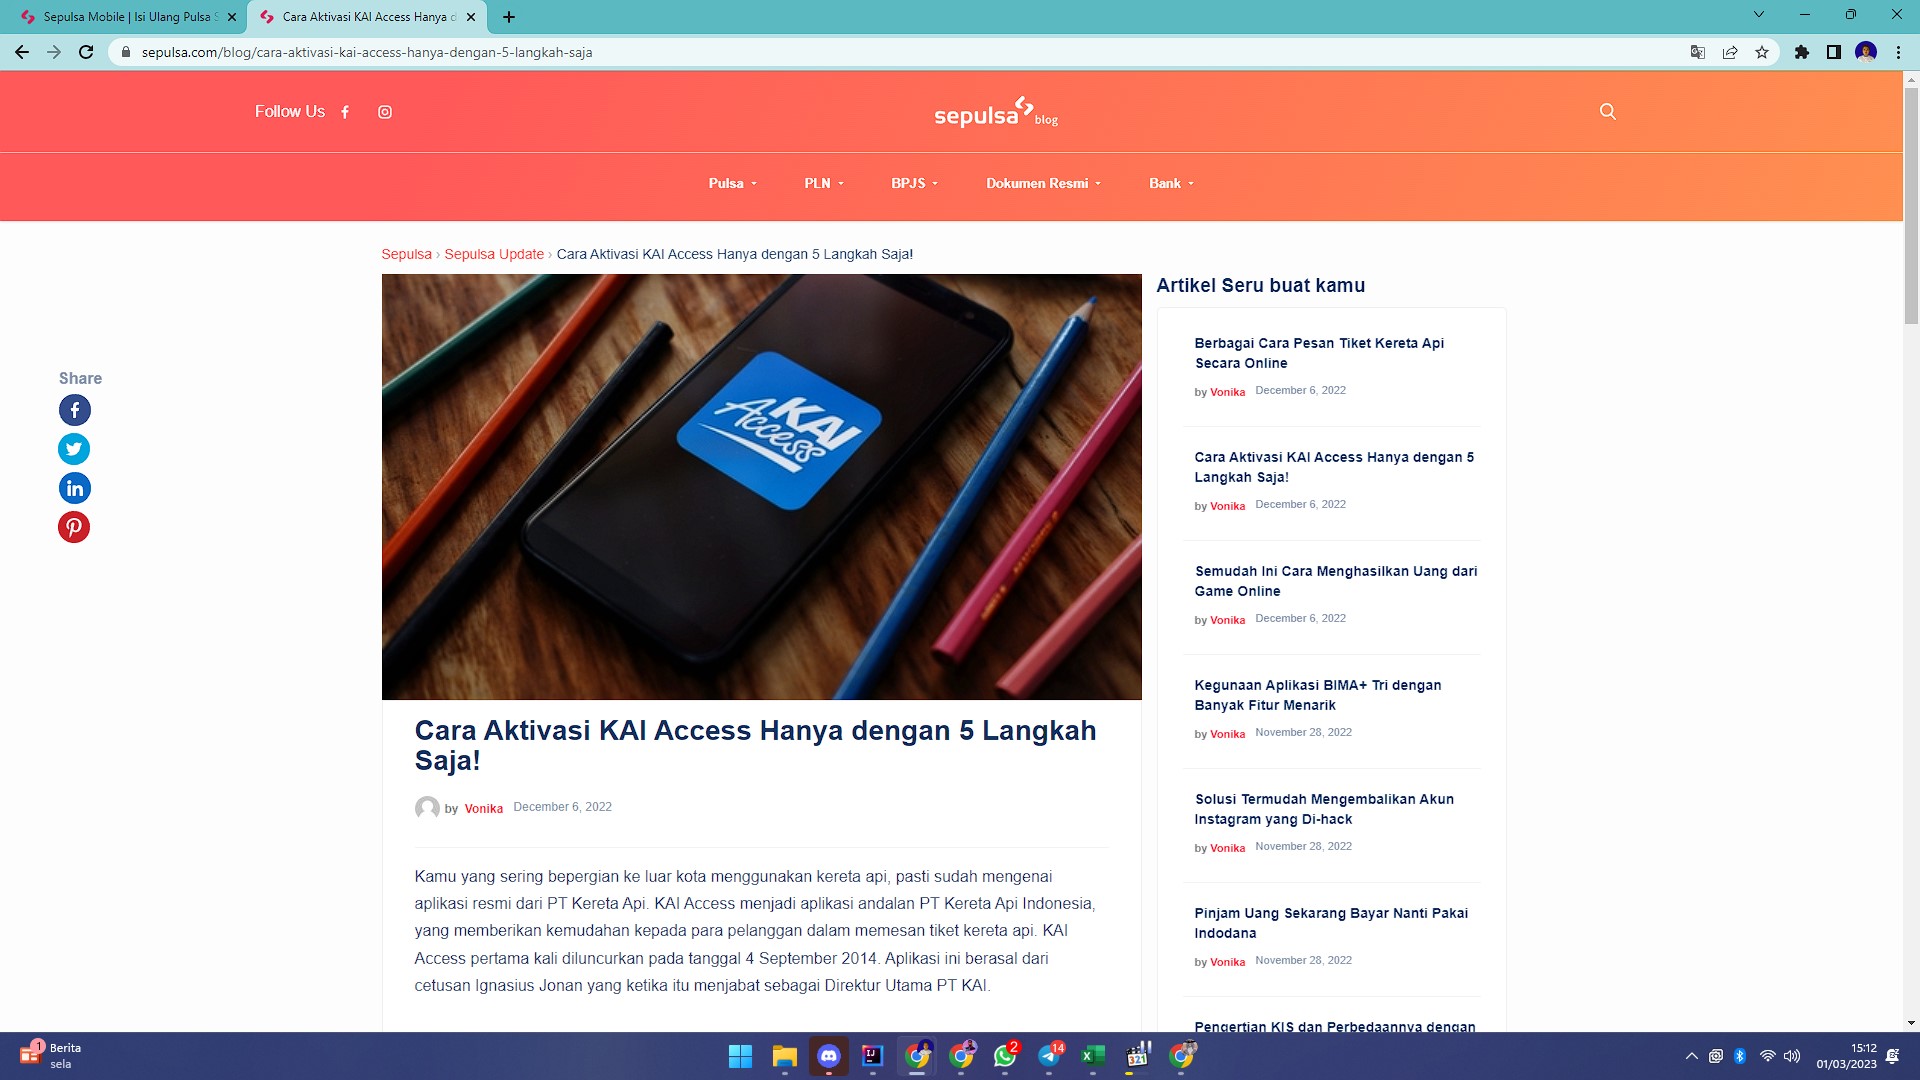 Sepulsa Mobile | Isi Ulang Pulsa
Cara Aktivasi KAI Access Hanya d
sepulsa.com/blog/cara-aktivasi-kai-access-hanya-dengan-5-langkah-saja
Follow Us
sepulsa blog
Pulsa
PLN
BPJS
Dokumen Resmi
Bank
Sepulsa › Sepulsa Update › Cara Aktivasi KAI Access Hanya dengan 5 Langkah Saja!
Share
KAI
Access
Cara Aktivasi KAI Access Hanya dengan 5 Langkah
Saja!
by Vonika December 6, 2022
Kamu yang sering bepergian ke luar kota menggunakan kereta api, pasti sudah mengenai
aplikasi resmi dari PT Kereta Api. KAI Access menjadi aplikasi andalan PT Kereta Api Indonesia,
yang memberikan kemudahan kepada para pelanggan dalam memesan tiket kereta api. KAI
Access pertama kali diluncurkan pada tanggal 4 September 2014. Aplikasi ini berasal dari
cetusan Ignasius Jonan yang ketika itu menjabat sebagai Direktur Utama PT KAI.
Artikel Seru buat kamu
Berbagai Cara Pesan Tiket Kereta Api
Secara Online
by Vonika December 6, 2022
Cara Aktivasi KAI Access Hanya dengan 5
Langkah Saja!
by Vonika December 6, 2022
Semudah Ini Cara Menghasilkan Uang dari
Game Online
by Vonika December 6, 2022
Kegunaan Aplikasi BIMA+ Tri dengan
Banyak Fitur Menarik
by Vonika November 28, 2022
Solusi Termudah Mengembalikan Akun
Instagram yang Di-hack
by Vonika November 28, 2022
Pinjam Uang Sekarang Bayar Nanti Pakai
Indodana
by Vonika November 28, 2022
Pengertian KIS dan Perbedaannya dengan
1
Berita
sela
2
14
321
15:12
01/03/2023